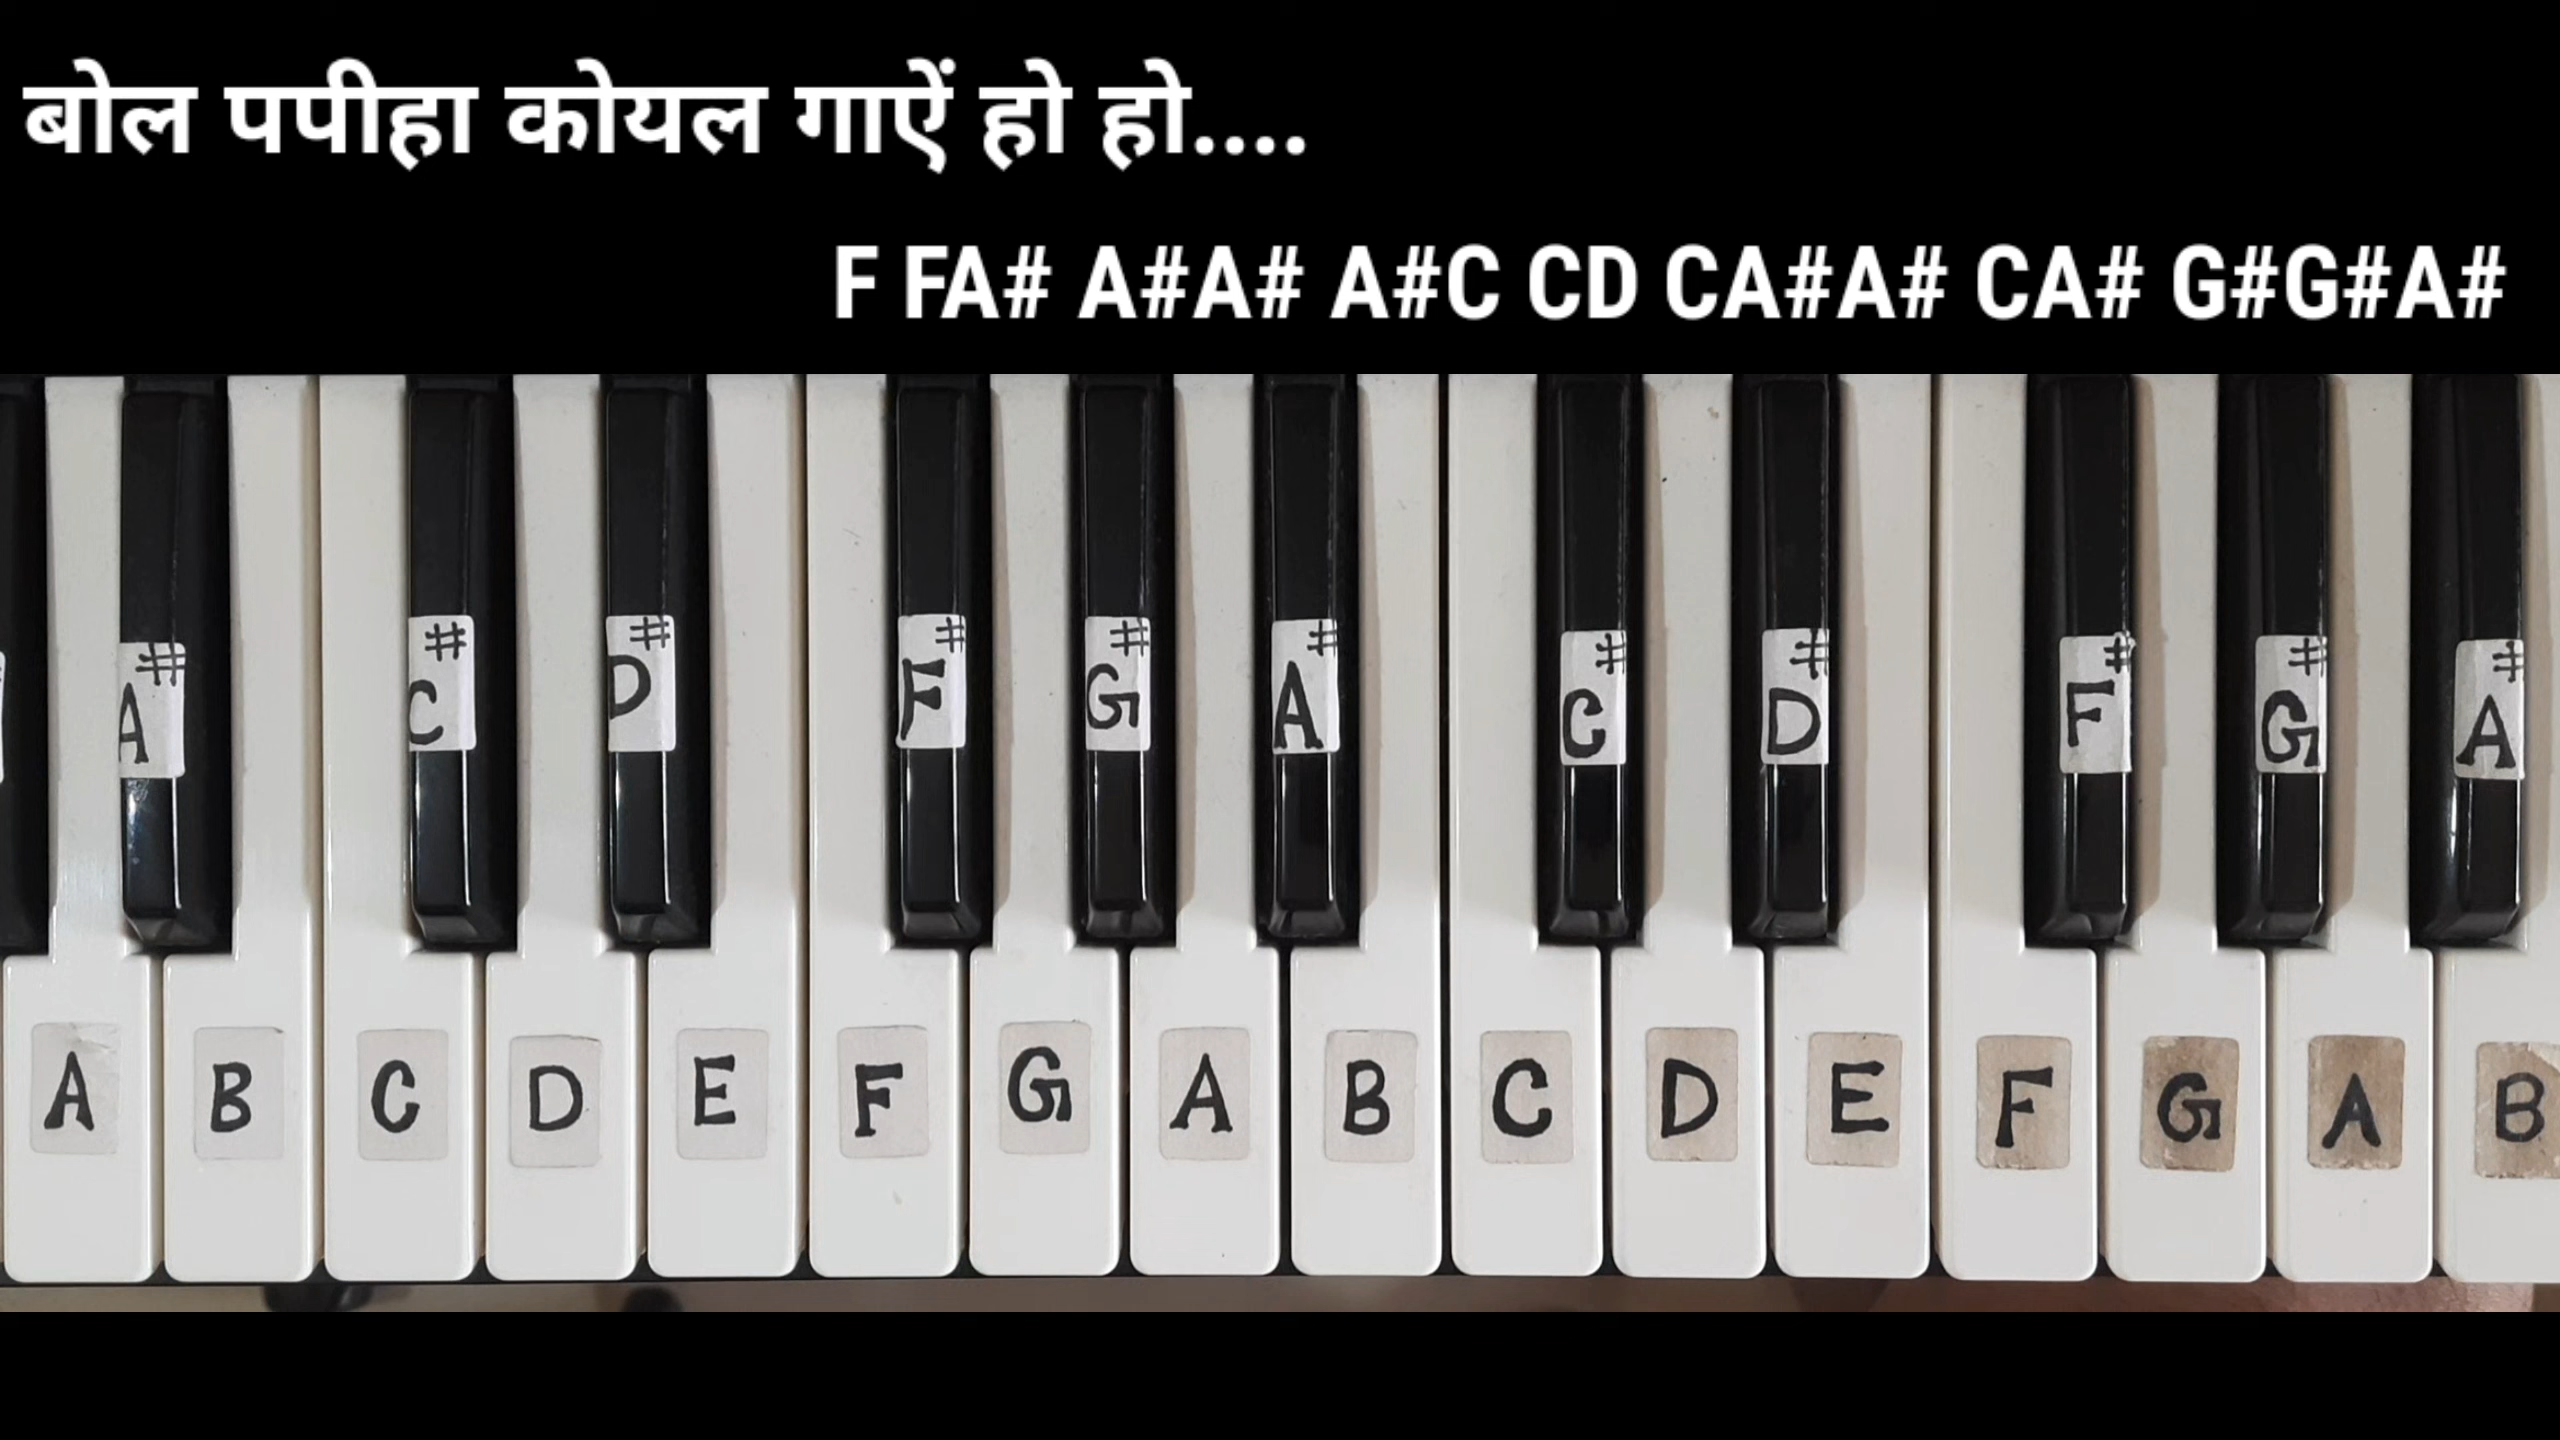 बोल पपीहा कोयल गाऐं हो हो....
F FA# A#A# A#C CD CA#A# CA# G#G#A#
A# C# D# F# G# A# C# D# F# G# A#
A B C D E F G A B C D E F G A B